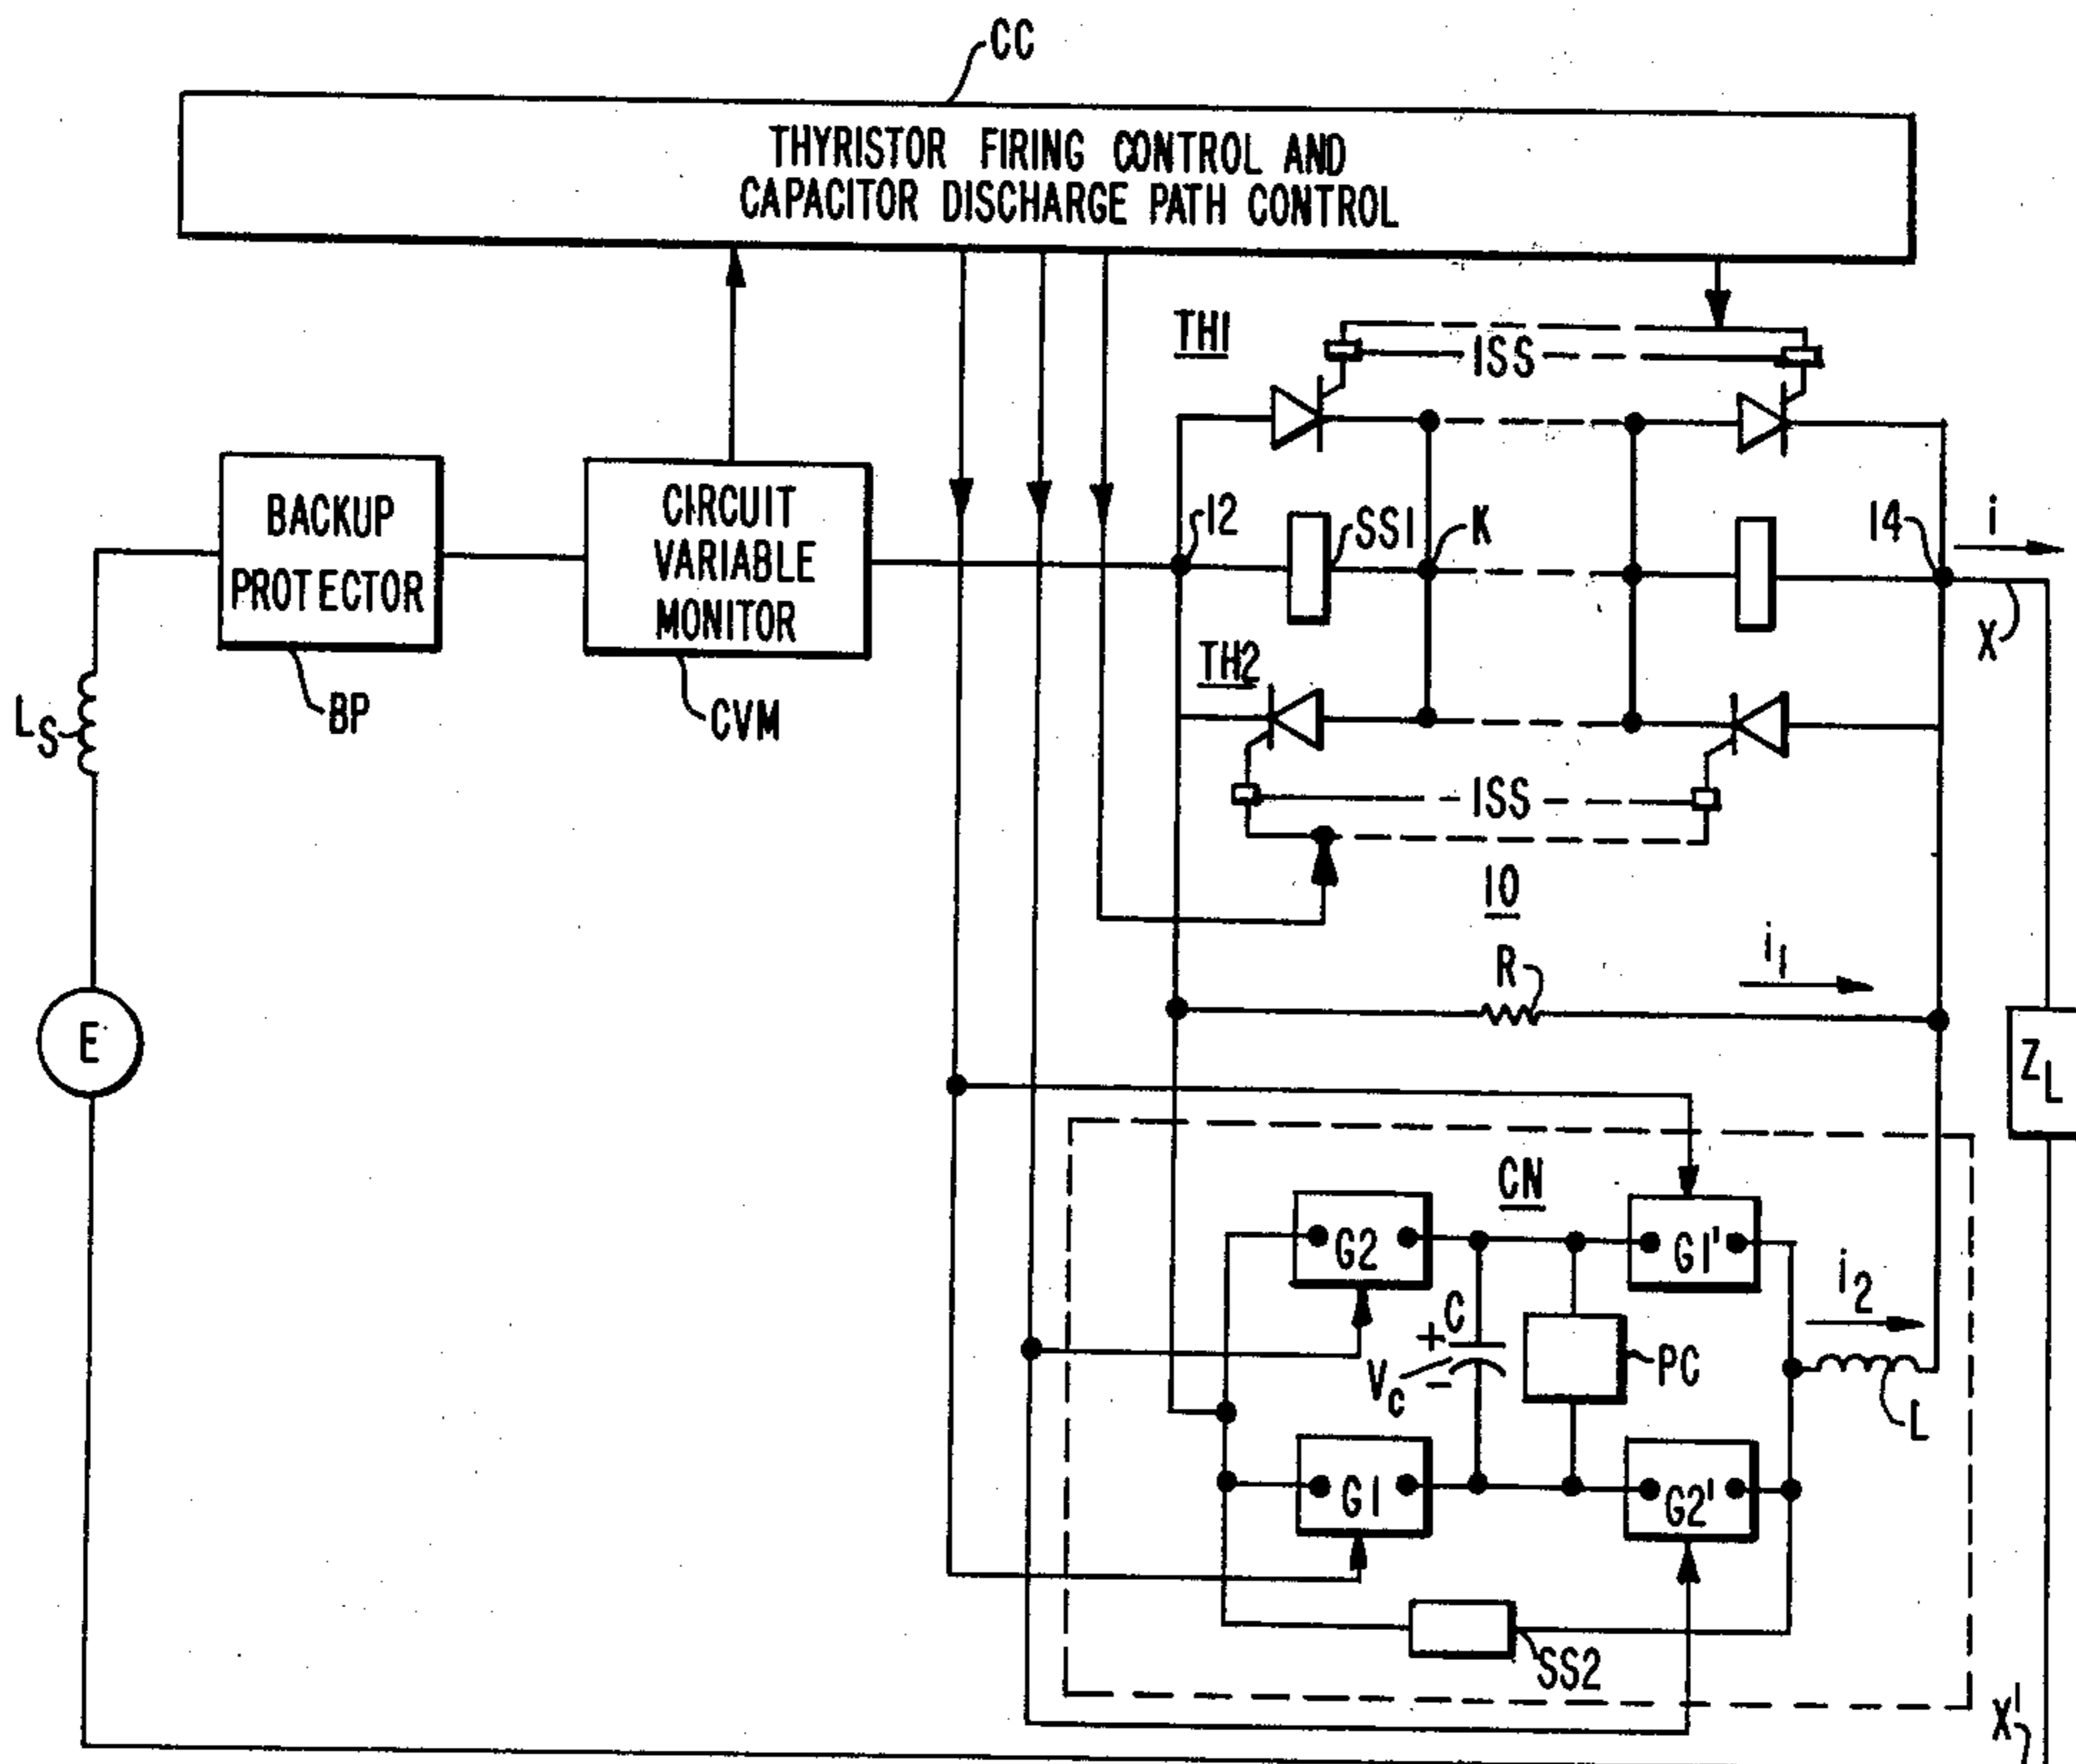 CC
THYRISTOR FIRING CONTROL AND
CAPACITOR DISCHARGE PATH CONTROL
TH1
ISS
BACKUP
PROTECTOR
BP
CIRCUIT
VARIABLE
MONITOR
CVM
12
SS1
K
14
i
X
TH2
ISS
LS
10
R
i1
E
ZL
CN
G2
G1'
C
+
VC
-
PC
i2
L
G1
G2'
SS2
X'